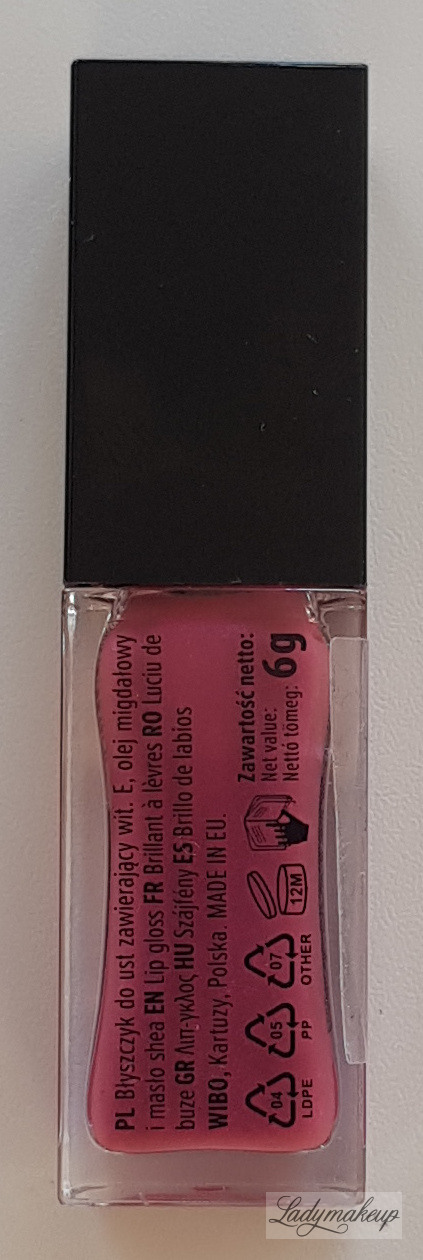 PL Błyszczyk do ust zawierający wit. E, olej migdałowy
i masło shea EN Lip gloss FR Brillant à lèvres RO Luciu de
buze GR Λιπ-γκλος HU Szájfény ES Brillo de labios
WIBO, Kartuzy, Polska. MADE IN EU.
04
LDPE
05
PP
07
OTHER
12M
Zawartość netto:
Net value:
Nettó tömeg: 6g
Ladymakeup